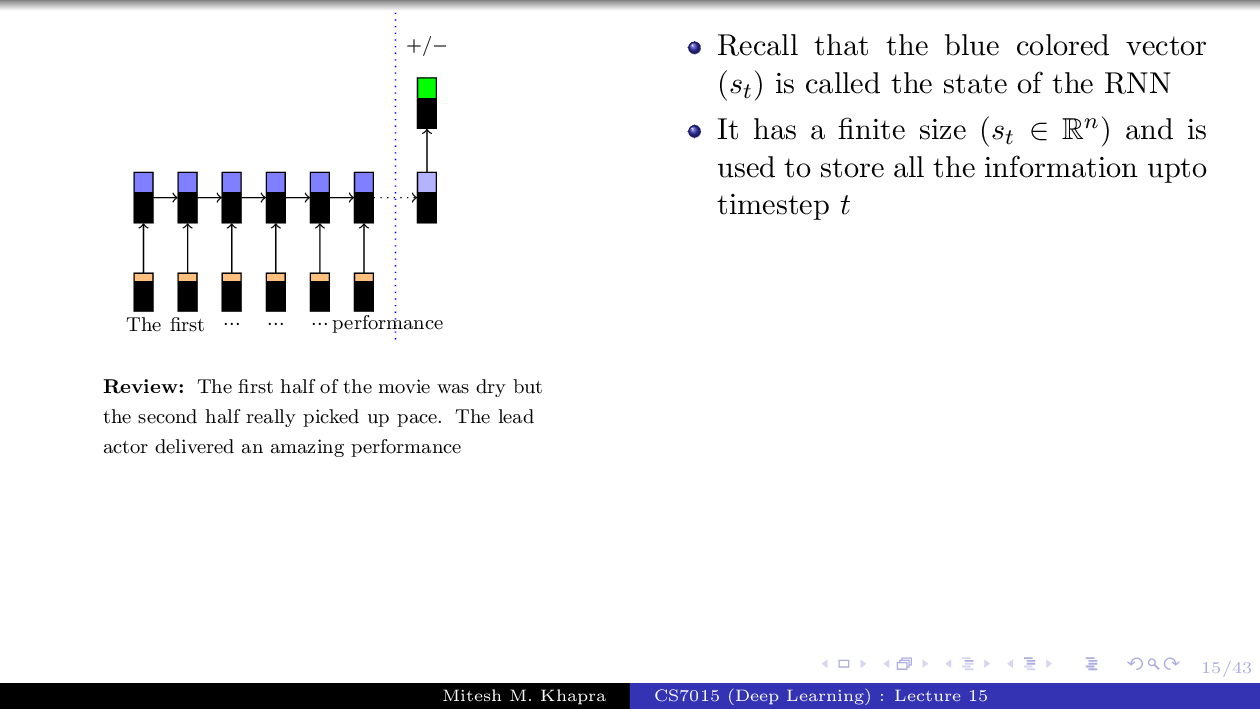 +/−
The first ... ... ... performance
Review: The first half of the movie was dry but
the second half really picked up pace. The lead
actor delivered an amazing performance
Recall that the blue colored vector
(sₜ) is called the state of the RNN
It has a finite size (sₜ ∈ ℝⁿ) and is
used to store all the information upto
timestep t
15/43
Mitesh M. Khapra
CS7015 (Deep Learning) : Lecture 15